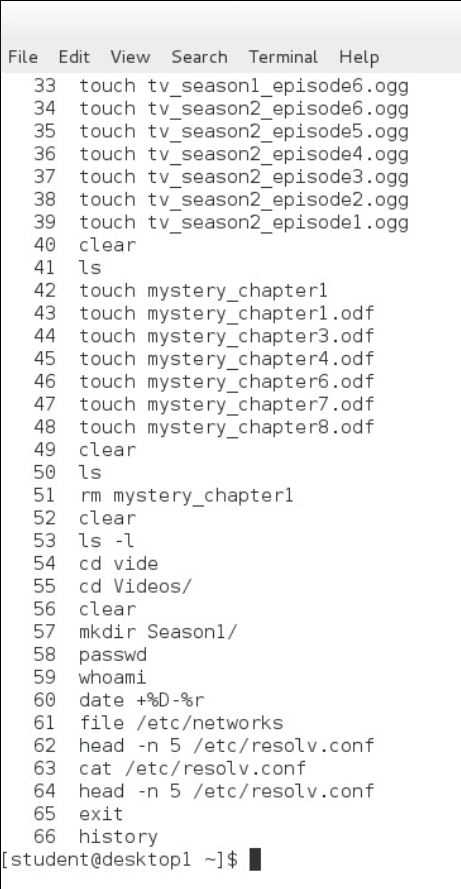 File Edit View Search Terminal Help
33 touch tv_season1_episode6.ogg
34 touch tv_season2_episode6.ogg
35 touch tv_season2_episode5.ogg
36 touch tv_season2_episode4.ogg
37 touch tv_season2_episode3.ogg
38 touch tv_season2_episode2.ogg
39 touch tv_season2_episode1.ogg
40 clear
41 ls
42 touch mystery_chapter1
43 touch mystery_chapter1.odf
44 touch mystery_chapter3.odf
45 touch mystery_chapter4.odf
46 touch mystery_chapter6.odf
47 touch mystery_chapter7.odf
48 touch mystery_chapter8.odf
49 clear
50 ls
51 rm mystery_chapter1
52 clear
53 ls -l
54 cd vide
55 cd Videos/
56 clear
57 mkdir Season1/
58 passwd
59 whoami
60 date +%D-%r
61 file /etc/networks
62 head -n 5 /etc/resolv.conf
63 cat /etc/resolv.conf
64 head -n 5 /etc/resolv.conf
65 exit
66 history
[student@desktop1 ~]$